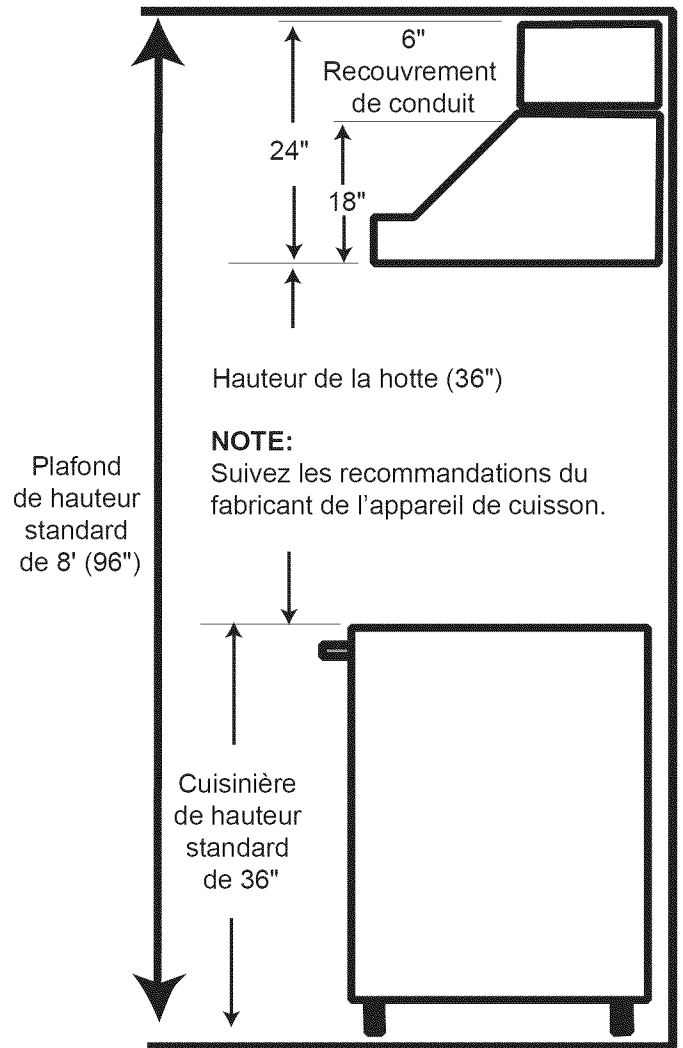 6"
Recouvrement
de conduit
24"
18"
Hauteur de la hotte (36")
NOTE:
Suivez les recommandations du
fabricant de l’appareil de cuisson.
Plafond
de hauteur
standard
de 8' (96")
Cuisinière
de hauteur
standard
de 36"